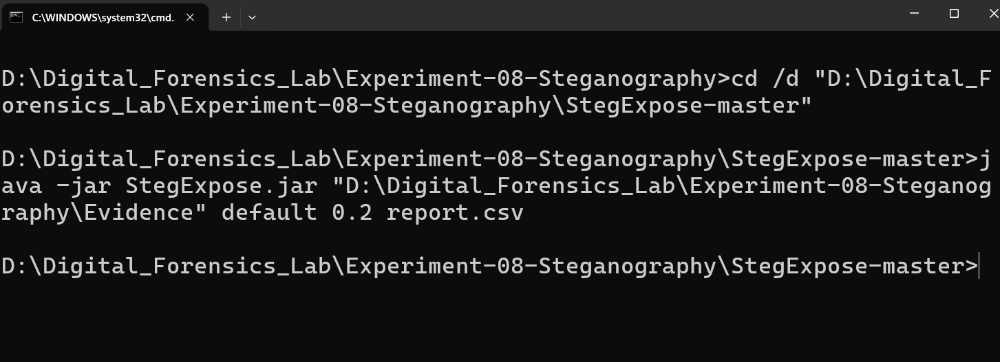 C:\WINDOWS\system32\cmd.
D:\Digital_Forensics_Lab\Experiment-08-Steganography>cd /d "D:\Digital_F
orensics_Lab\Experiment-08-Steganography\StegExpose-master"
D:\Digital_Forensics_Lab\Experiment-08-Steganography\StegExpose-master>j
ava -jar StegExpose.jar "D:\Digital_Forensics_Lab\Experiment-08-Steganog
raphy\Evidence" default 0.2 report.csv
D:\Digital_Forensics_Lab\Experiment-08-Steganography\StegExpose-master>